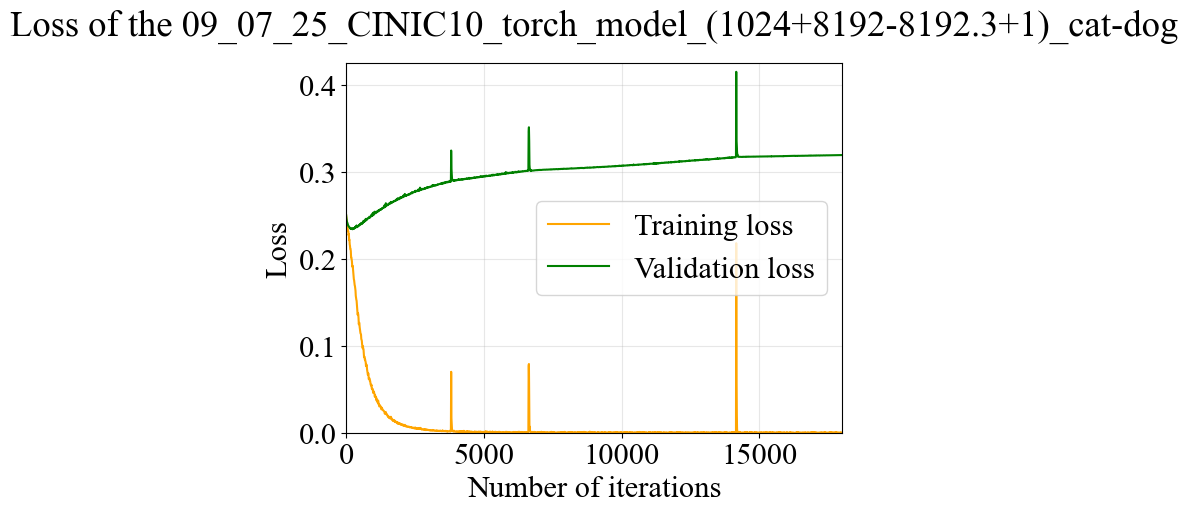 Loss of the 09_07_25_CINIC10_torch_model_(1024+8192-8192.3+1)_cat-dog
0.4
0.3
0.2
0.1
0.0
Loss
Training loss
Validation loss
0 5000 10000 15000
Number of iterations